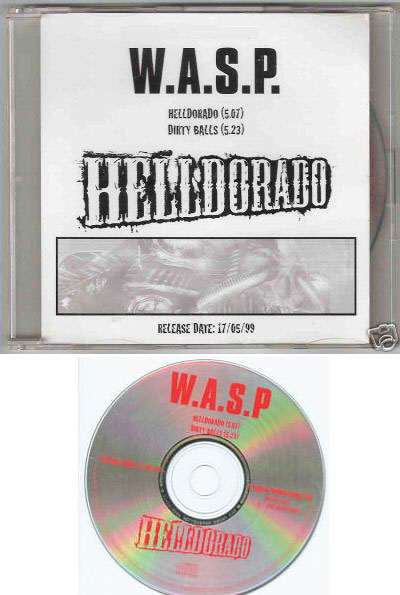 W.A.S.P.
HELLDORADO (5.07)
DIRTY BALLS (5.23)
HELLDORADO
RELEASE DATE: 17/05/99
W.A.S.P
HELLDORADO (5.07)
DIRTY BALLS (5.23)
HELLDORADO